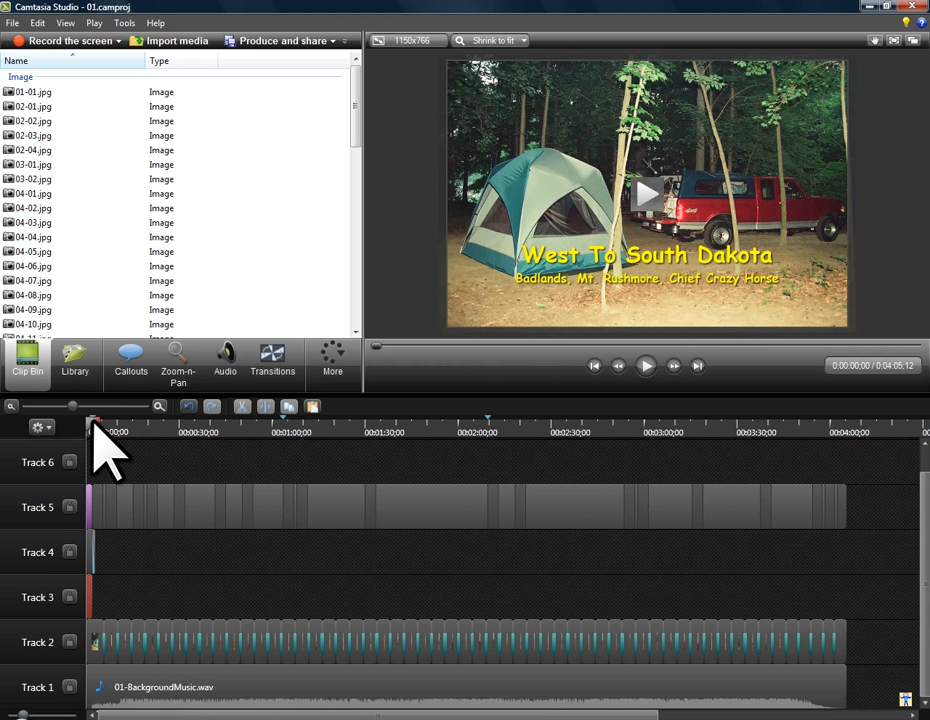 Camtasia Studio - 01.camproj
File Edit View Play Tools Help
Record the screen Import media Produce and share
1150x766 Shrink to fit
Name Type
Image
01-01.jpg Image
02-01.jpg Image
02-02.jpg Image
02-03.jpg Image
02-04.jpg Image
03-01.jpg Image
03-02.jpg Image
04-01.jpg Image
04-02.jpg Image
04-03.jpg Image
04-04.jpg Image
04-05.jpg Image
04-06.jpg Image
04-07.jpg Image
04-08.jpg Image
04-09.jpg Image
04-10.jpg Image
West To South Dakota
Badlands, Mt. Rushmore, Chief Crazy Horse
Clip Bin Library Callouts Zoom-n-Pan Audio Transitions More
0:00:00;00 / 0:04:05;12
00:00:30;00 00:01:00;00 00:01:30;00 00:02:00;00 00:02:30;00 00:03:00;00 00:03:30;00 00:04:00;00
Track 6
Track 5
Track 4
Track 3
Track 2
Track 1 01-BackgroundMusic.wav